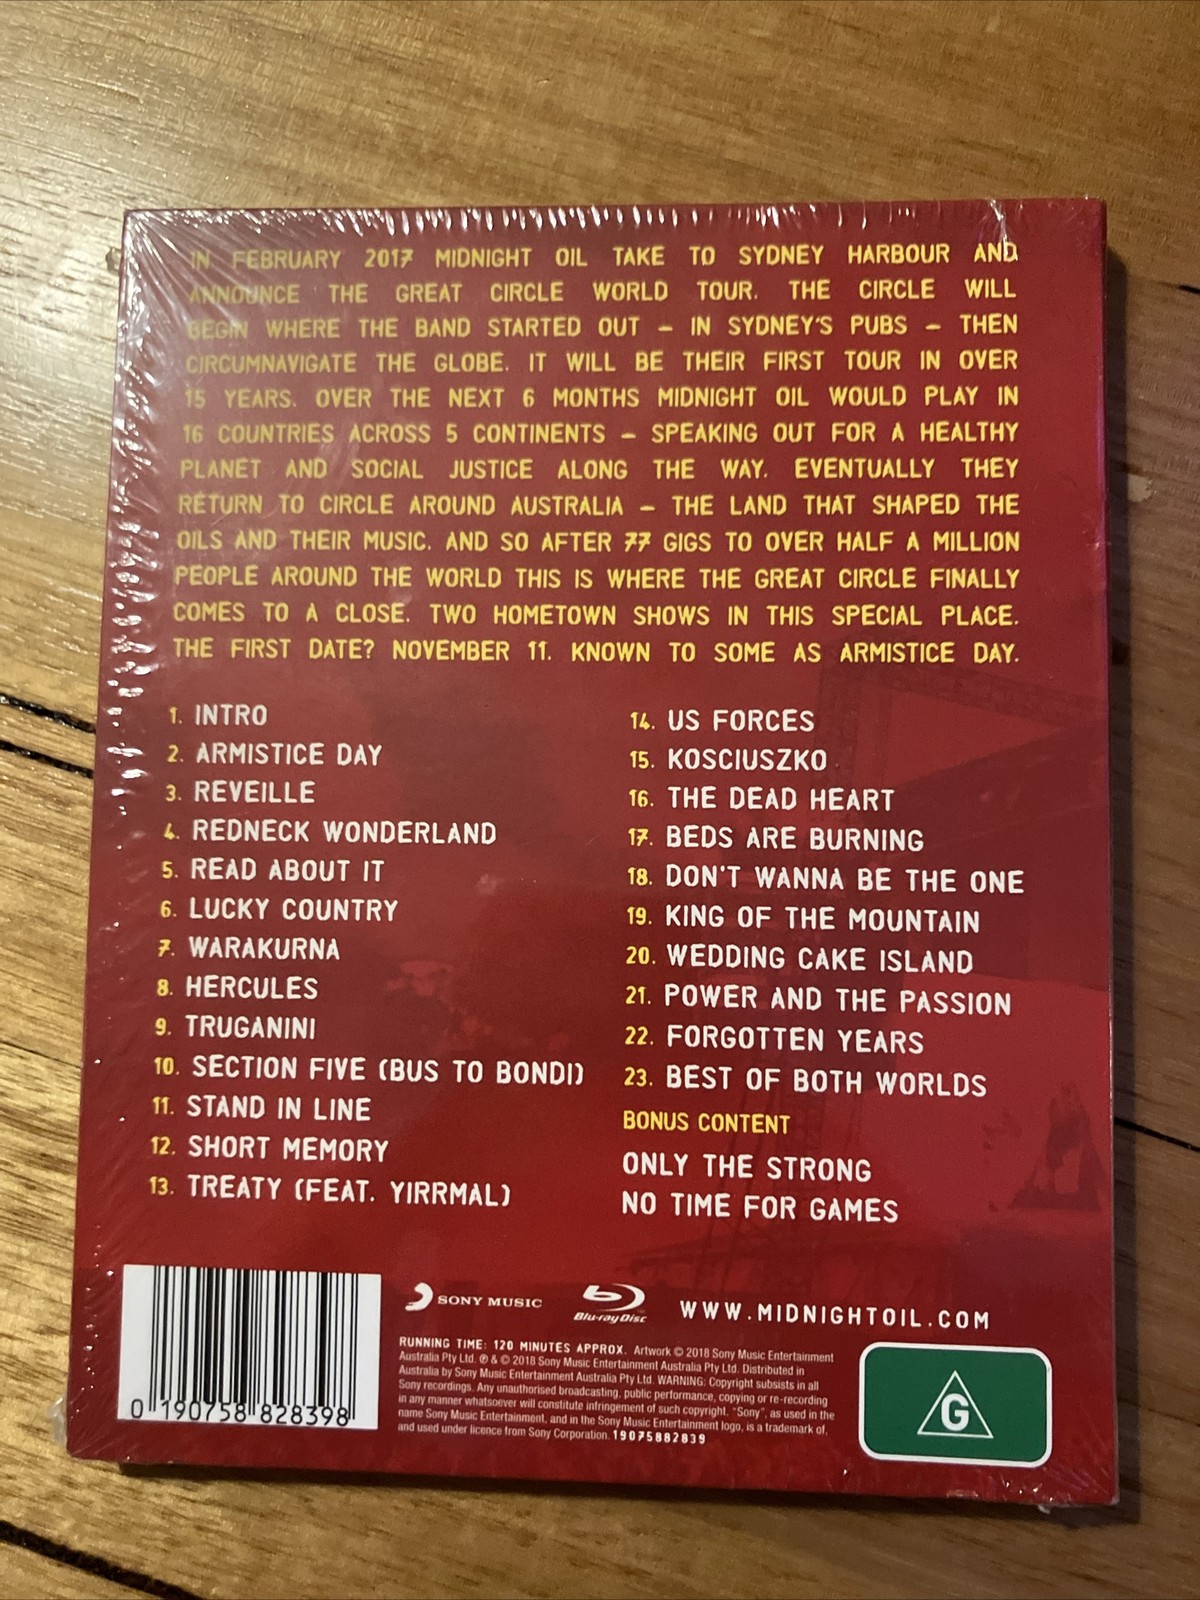 IN FEBRUARY 2017 MIDNIGHT OIL TAKE TO SYDNEY HARBOUR AND
ANNOUNCE THE GREAT CIRCLE WORLD TOUR. THE CIRCLE WILL
BEGIN WHERE THE BAND STARTED OUT – IN SYDNEY'S PUBS – THEN
CIRCUMNAVIGATE THE GLOBE. IT WILL BE THEIR FIRST TOUR IN OVER
15 YEARS. OVER THE NEXT 6 MONTHS MIDNIGHT OIL WOULD PLAY IN
16 COUNTRIES ACROSS 5 CONTINENTS – SPEAKING OUT FOR A HEALTHY
PLANET AND SOCIAL JUSTICE ALONG THE WAY. EVENTUALLY THEY
RETURN TO CIRCLE AROUND AUSTRALIA – THE LAND THAT SHAPED THE
OILS AND THEIR MUSIC. AND SO AFTER 77 GIGS TO OVER HALF A MILLION
PEOPLE AROUND THE WORLD THIS IS WHERE THE GREAT CIRCLE FINALLY
COMES TO A CLOSE. TWO HOMETOWN SHOWS IN THIS SPECIAL PLACE.
THE FIRST DATE? NOVEMBER 11. KNOWN TO SOME AS ARMISTICE DAY.
1. INTRO
2. ARMISTICE DAY
3. REVEILLE
4. REDNECK WONDERLAND
5. READ ABOUT IT
6. LUCKY COUNTRY
7. WARAKURNA
8. HERCULES
9. TRUGANINI
10. SECTION FIVE (BUS TO BONDI)
11. STAND IN LINE
12. SHORT MEMORY
13. TREATY (FEAT. YIRRMAL)
14. US FORCES
15. KOSCIUSZKO
16. THE DEAD HEART
17. BEDS ARE BURNING
18. DON'T WANNA BE THE ONE
19. KING OF THE MOUNTAIN
20. WEDDING CAKE ISLAND
21. POWER AND THE PASSION
22. FORGOTTEN YEARS
23. BEST OF BOTH WORLDS
BONUS CONTENT
ONLY THE STRONG
NO TIME FOR GAMES
0 190758 828398
SONY MUSIC
Blu-ray Disc
WWW.MIDNIGHTOIL.COM
RUNNING TIME: 120 MINUTES APPROX. Artwork © 2018 Sony Music Entertainment
Australia Pty Ltd. ℗ & © 2018 Sony Music Entertainment Australia Pty Ltd. Distributed in
Australia by Sony Music Entertainment Australia Pty Ltd. WARNING: Copyright subsists in all
Sony recordings. Any unauthorised broadcasting, public performance, copying or re-recording
in any manner whatsoever will constitute infringement of such copyright. "Sony", as used in the
name Sony Music Entertainment, and in the Sony Music Entertainment logo, is a trademark of,
and used under licence from Sony Corporation. 19075882839
G